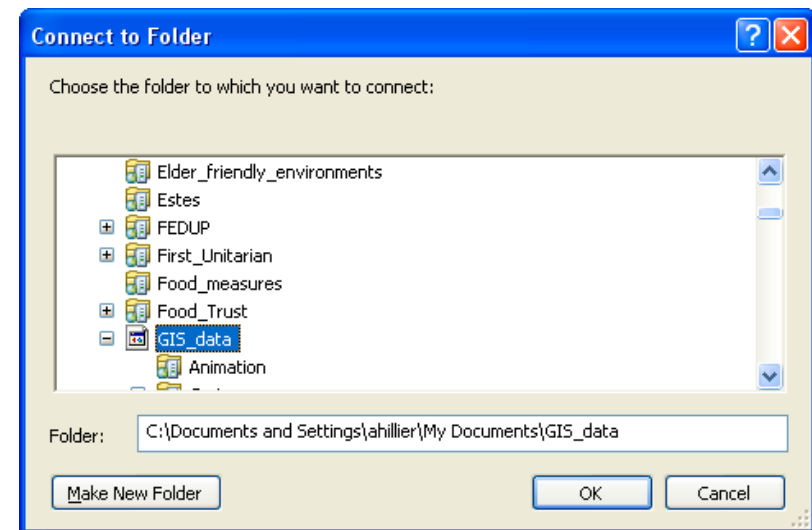 Connect to Folder
Choose the folder to which you want to connect:
Elder_friendly_environments
Estes
FEDUP
First_Unitarian
Food_measures
Food_Trust
GIS_data
Animation
Folder: C:\Documents and Settings\ahillier\My Documents\GIS_data
Make New Folder OK Cancel